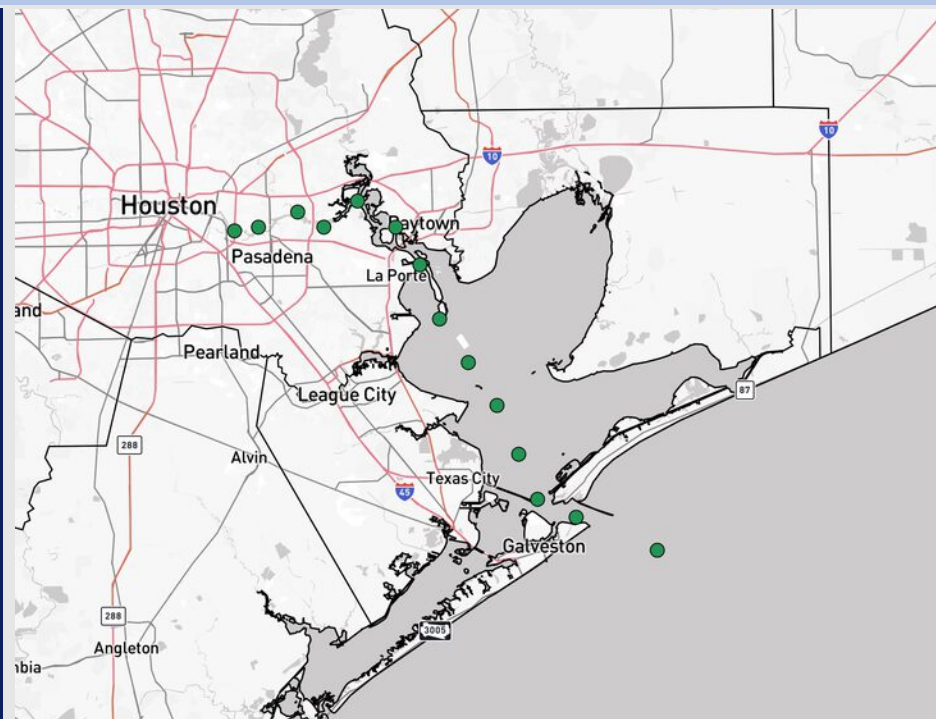 10
10
Houston
Baytown
Pasadena
La Porte
and
Pearland
87
League City
288
Alvin
Texas City
45
Galveston
288
3005
Angleton
nbia